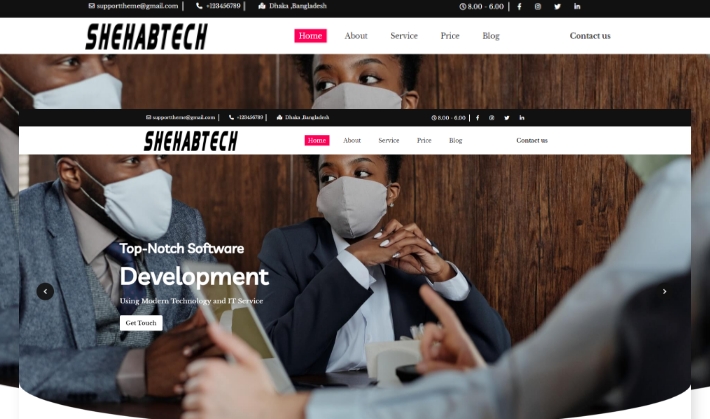 supporttheme@gmail.com | +123456789 | Dhaka ,Bangladesh 8.00 - 6.00
SHEHABTECH Home About Service Price Blog Contact us
supporttheme@gmail.com | +123456789 | Dhaka ,Bangladesh 8.00 - 6.00
SHEHABTECH Home About Service Price Blog Contact us
Top-Notch Software
Development
Using Modern Technology and IT Service
Get Touch